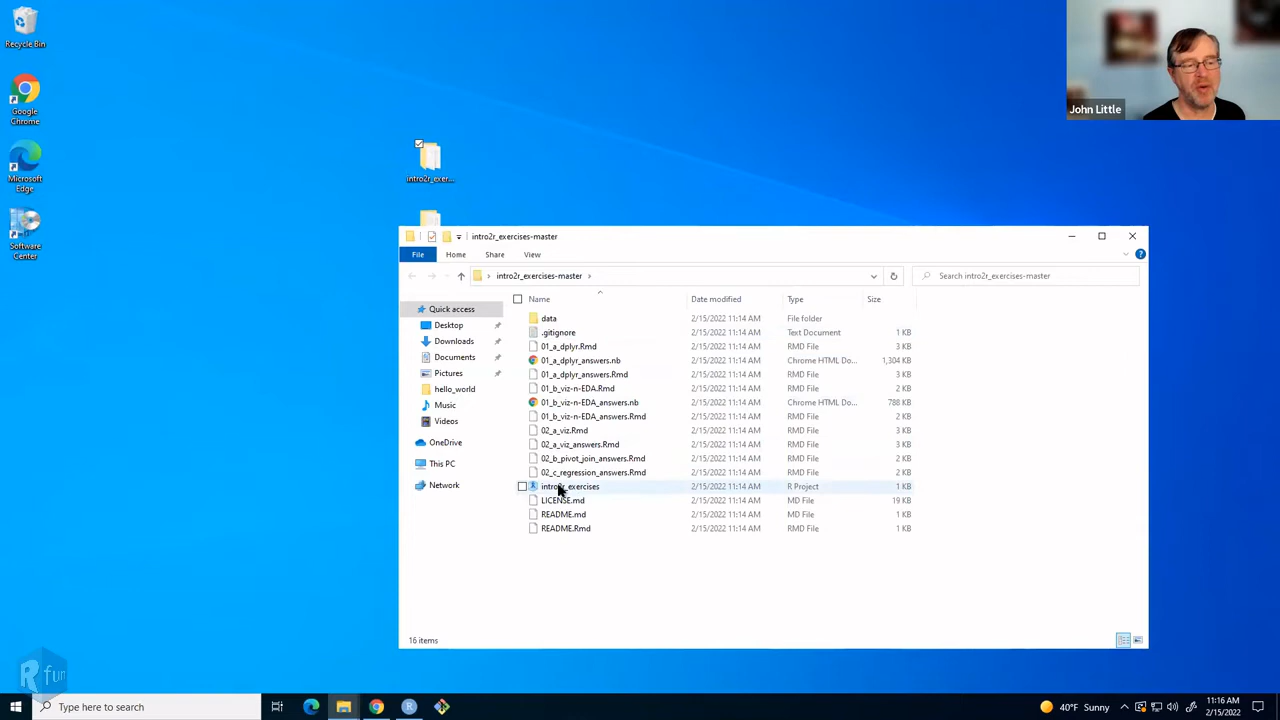 Recycle Bin
Google
Chrome
Microsoft
Edge
Software
Center
intro2r_exer...
John Little
intro2r_exercises-master
File Home Share View
intro2r_exercises-master
Search intro2r_exercises-master
Quick access
Desktop
Downloads
Documents
Pictures
hello_world
Music
Videos
OneDrive
This PC
Network
Name Date modified Type Size
data 2/15/2022 11:14 AM File folder
.gitignore 2/15/2022 11:14 AM Text Document 1 KB
01_a_dplyr.Rmd 2/15/2022 11:14 AM RMD File 3 KB
01_a_dplyr_answers.nb 2/15/2022 11:14 AM Chrome HTML Do... 1,304 KB
01_a_dplyr_answers.Rmd 2/15/2022 11:14 AM RMD File 3 KB
01_b_viz-n-EDA.Rmd 2/15/2022 11:14 AM RMD File 2 KB
01_b_viz-n-EDA_answers.nb 2/15/2022 11:14 AM Chrome HTML Do... 788 KB
01_b_viz-n-EDA_answers.Rmd 2/15/2022 11:14 AM RMD File 2 KB
02_a_viz.Rmd 2/15/2022 11:14 AM RMD File 3 KB
02_a_viz_answers.Rmd 2/15/2022 11:14 AM RMD File 3 KB
02_b_pivot_join_answers.Rmd 2/15/2022 11:14 AM RMD File 2 KB
02_c_regression_answers.Rmd 2/15/2022 11:14 AM RMD File 2 KB
intro2r_exercises 2/15/2022 11:14 AM R Project 1 KB
LICENSE.md 2/15/2022 11:14 AM MD File 19 KB
README.md 2/15/2022 11:14 AM MD File 1 KB
README.Rmd 2/15/2022 11:14 AM RMD File 1 KB
16 items
R fun
Type here to search
40°F Sunny
11:16 AM
2/15/2022